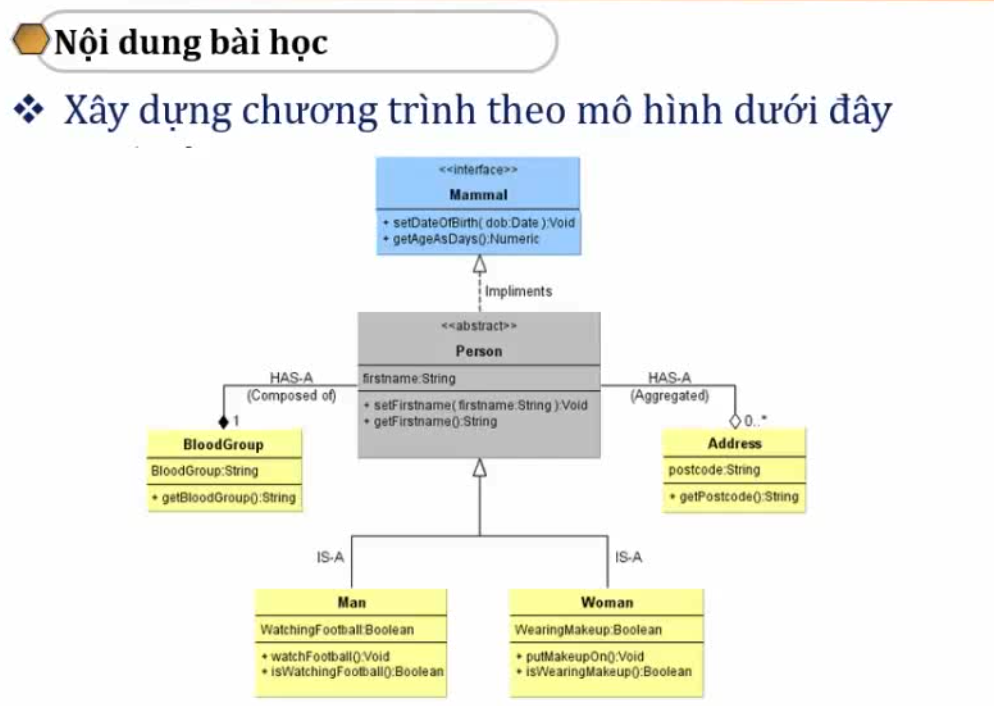 Nội dung bài học
Xây dựng chương trình theo mô hình dưới đây
<<interface>>
Mammal
+ setDateOfBirth( dob:Date ):Void
+ getAgeAsDays():Numeric
Impliments
<<abstract>>
Person
firstname:String
+ setFirstname( firstname:String ):Void
+ getFirstname():String
HAS-A
(Composed of)
1
HAS-A
(Aggregated)
0..*
BloodGroup
BloodGroup:String
+ getBloodGroup():String
Address
postcode:String
+ getPostcode():String
IS-A
IS-A
Man
WatchingFootball:Boolean
+ watchFootball():Void
+ isWatchingFootball():Boolean
Woman
WearingMakeup:Boolean
+ putMakeupOn():Void
+ isWearingMakeup():Boolean